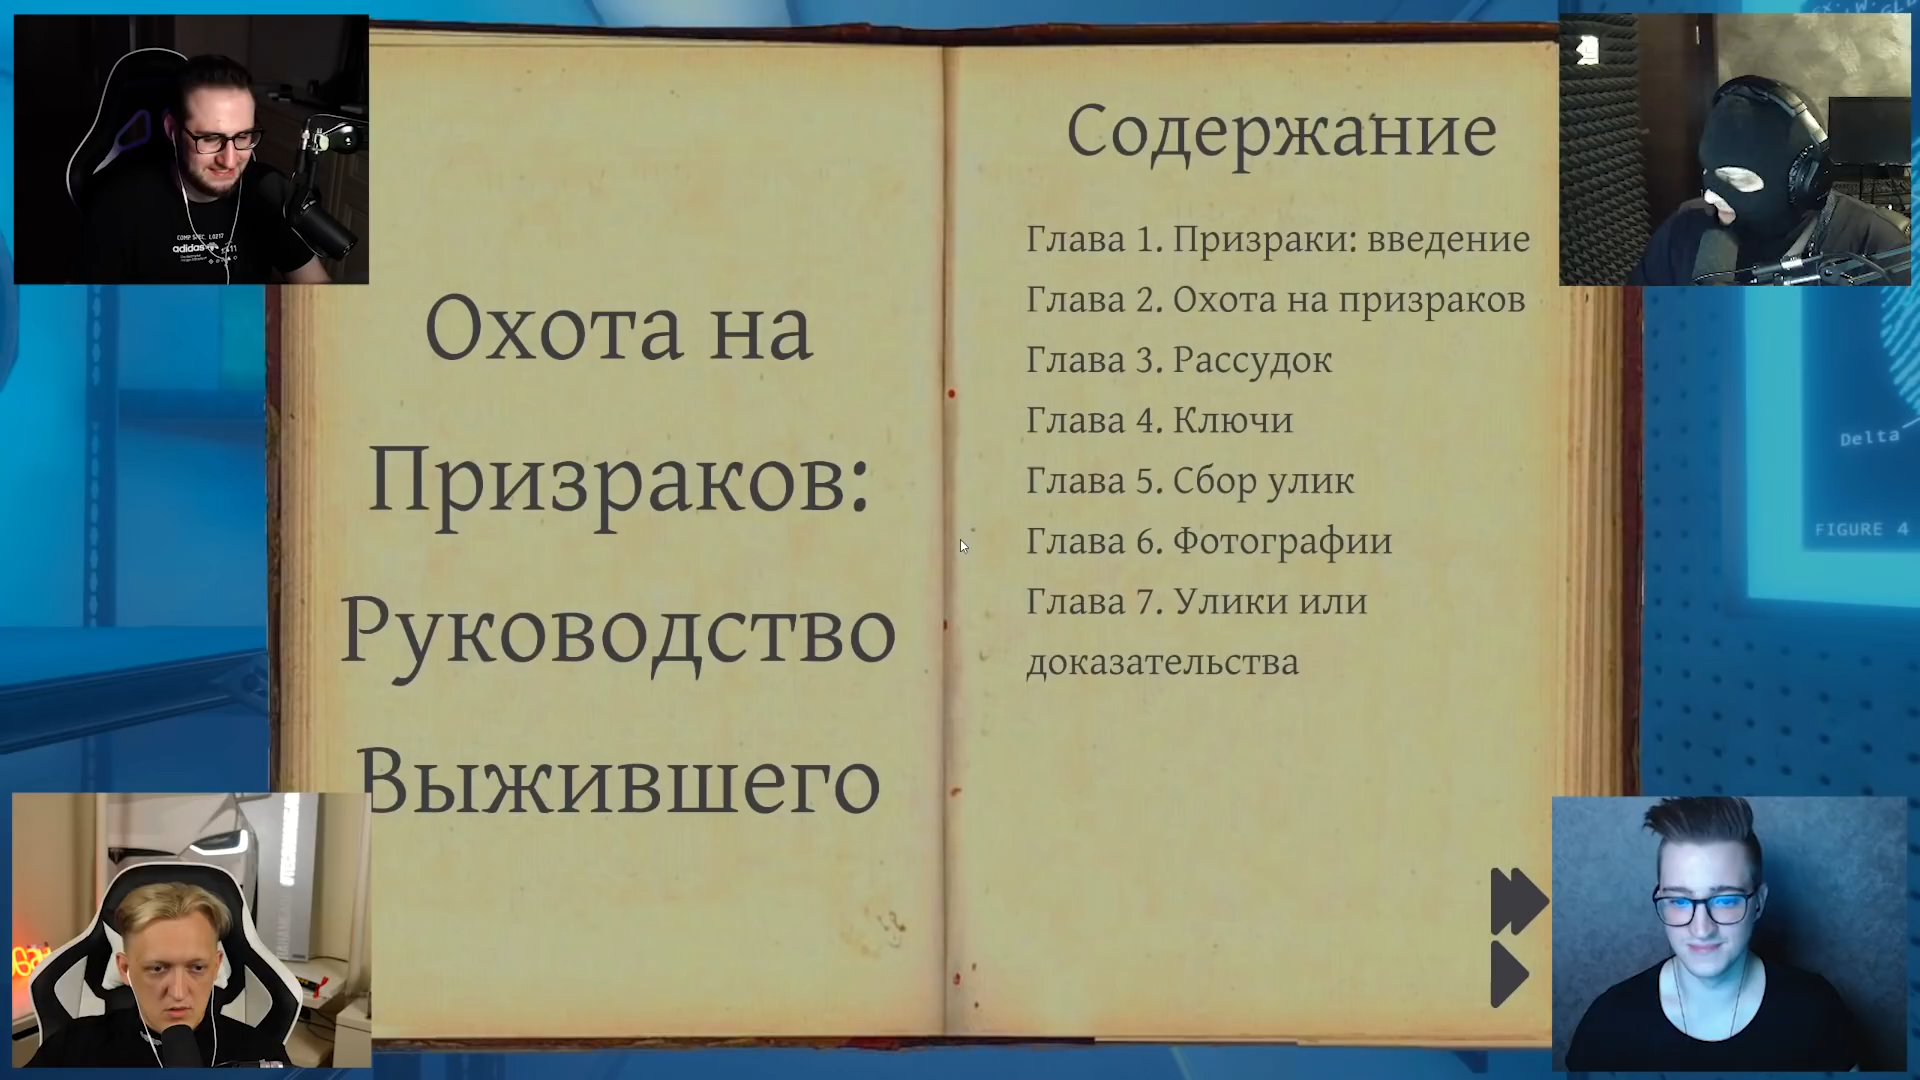 Охота на
Призраков:
Руководство
Выжившего
Содержание
Глава 1. Призраки: введение
Глава 2. Охота на призраков
Глава 3. Рассудок
Глава 4. Ключи
Глава 5. Сбор улик
Глава 6. Фотографии
Глава 7. Улики или
доказательства
Delta
FIGURE 4
adidas